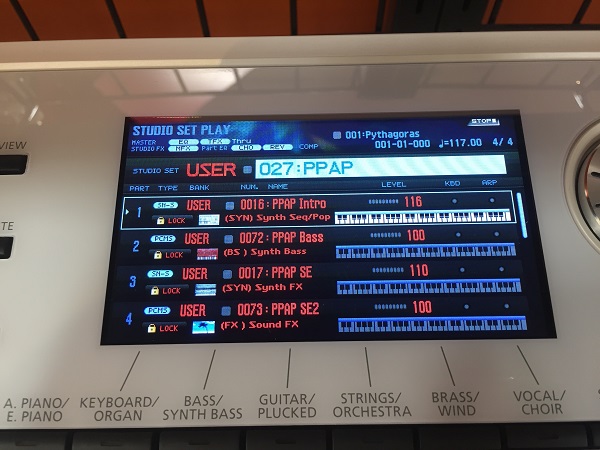 STUDIO SET PLAY
STOP
MASTER EQ TFX Thru
STUDIO FX MFX Part EQ CHO REV COMP
001:Pythagoras
001-01-000 ♩=117.00 4/ 4
VIEW
STUDIO SET USER 027:PPAP
PART TYPE BANK NUM. NAME LEVEL KBD ARP
1 SN-S USER 0016: PPAP Intro 116
LOCK (SYN) Synth Seq/Pop
2 PCMS USER 0072: PPAP Bass 100
LOCK (BS ) Synth Bass
3 SN-S USER 0017: PPAP SE 110
LOCK (SYN) Synth FX
4 PCMS USER 0073: PPAP SE2 100
LOCK (FX ) Sound FX
A. PIANO/
E. PIANO
KEYBOARD/
ORGAN
BASS/
SYNTH BASS
GUITAR/
PLUCKED
STRINGS/
ORCHESTRA
BRASS/
WIND
VOCAL/
CHOIR